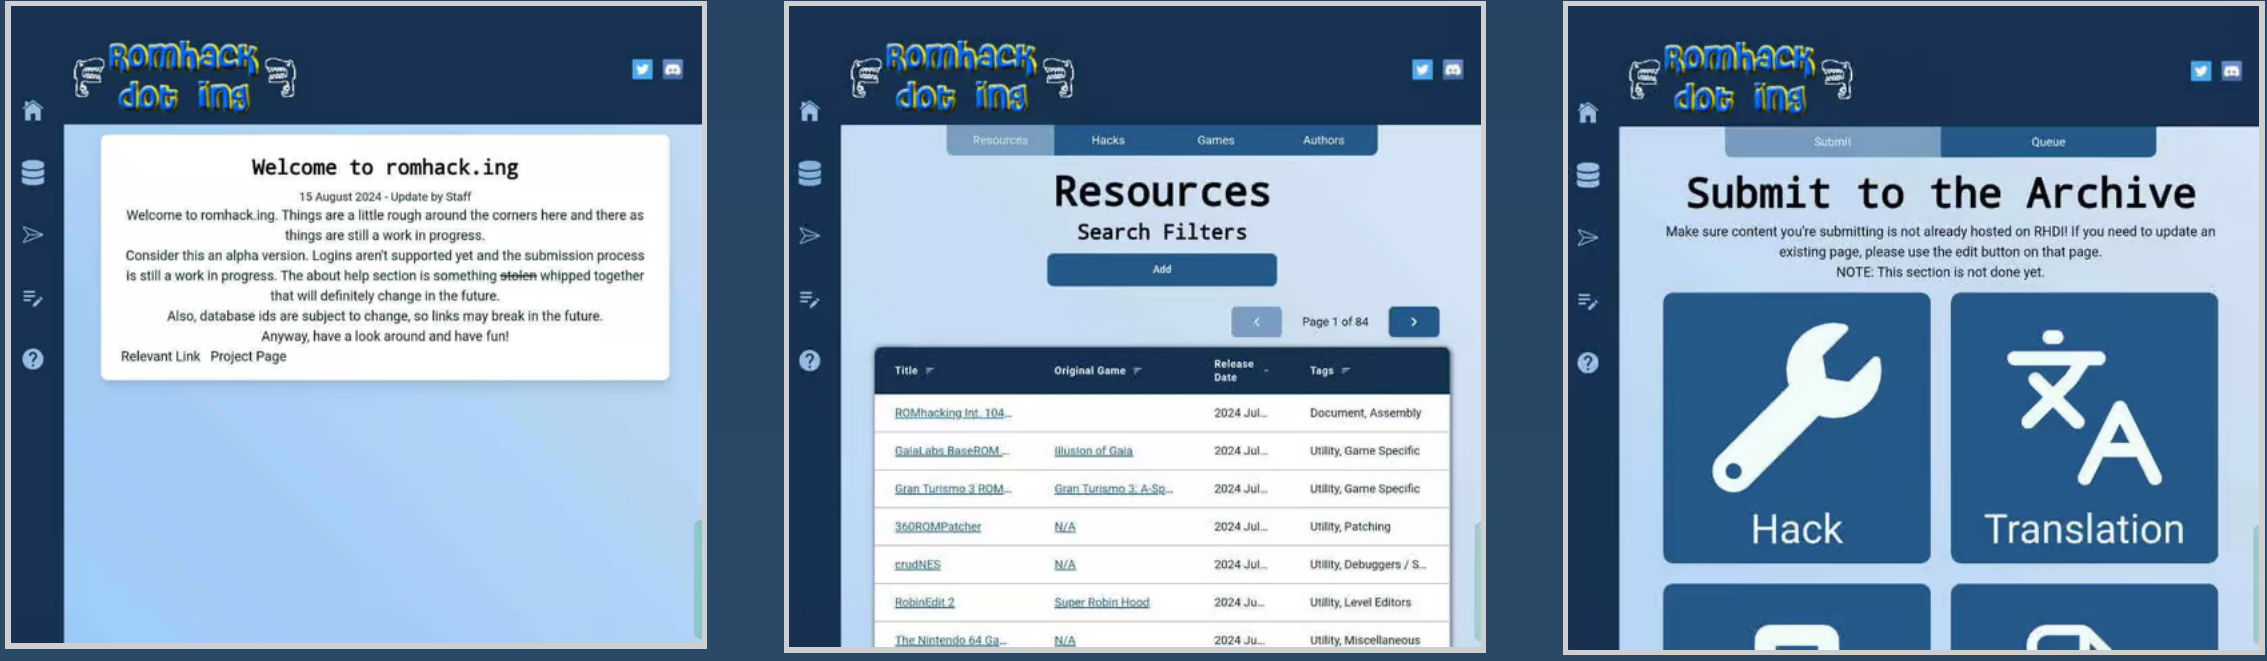 Romhack
dot ing
Welcome to romhack.ing
15 August 2024 - Update by Staff
Welcome to romhack.ing. Things are a little rough around the corners here and there as
things are still a work in progress.
Consider this an alpha version. Logins aren't supported yet and the submission process
is still a work in progress. The about help section is something stolen whipped together
that will definitely change in the future.
Also, database ids are subject to change, so links may break in the future.
Anyway, have a look around and have fun!
Relevant Link Project Page
Romhack
dot ing
Resources Hacks Games Authors
Resources
Search Filters
Add
Page 1 of 84
Title Original Game Release Date Tags
ROMhacking Int. 104... 2024 Jul... Document, Assembly
GaiaLabs BaseROM ... Illusion of Gaia 2024 Jul... Utility, Game Specific
Gran Turismo 3 ROM... Gran Turismo 3: A-Sp... 2024 Jul... Utility, Game Specific
360ROMPatcher N/A 2024 Jul... Utility, Patching
crudNES N/A 2024 Jul... Utility, Debuggers / S...
RobinEdit 2 Super Robin Hood 2024 Ju... Utility, Level Editors
The Nintendo 64 Ga... N/A 2024 Ju... Utility, Miscellaneous
Romhack
dot ing
Submit Queue
Submit to the Archive
Make sure content you're submitting is not already hosted on RHDI! If you need to update an
existing page, please use the edit button on that page.
NOTE: This section is not done yet.
Hack Translation